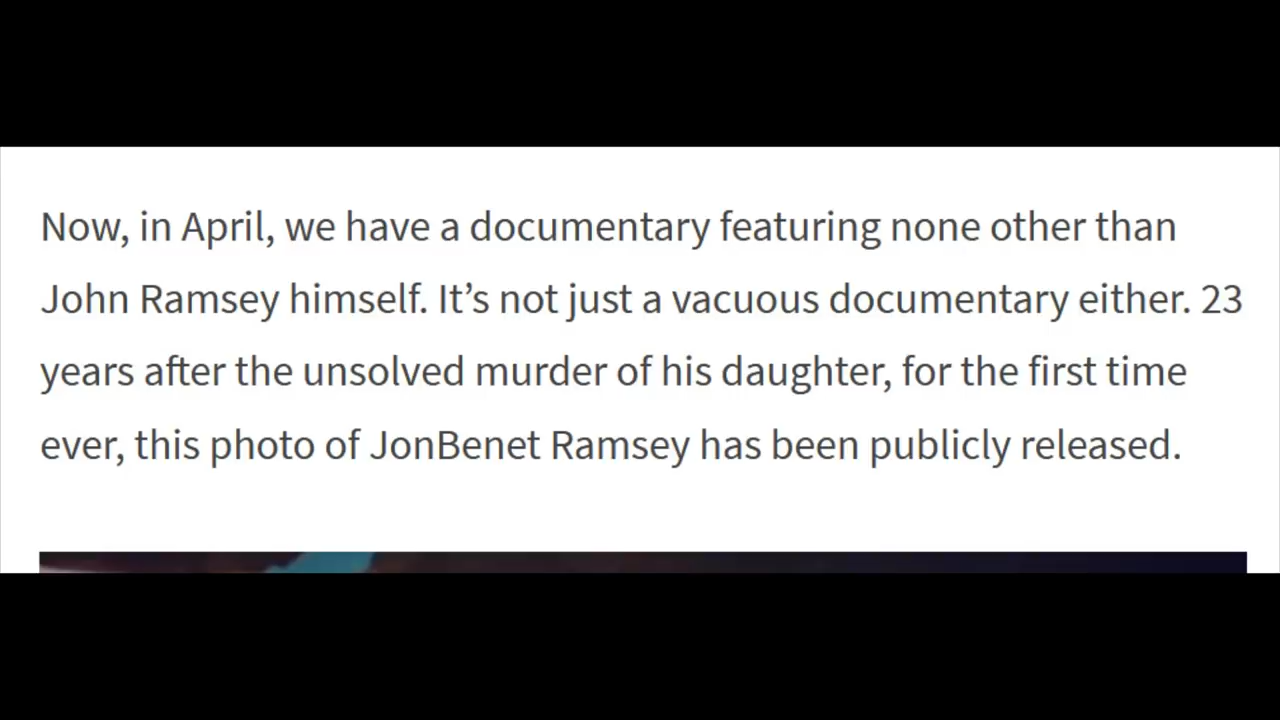 Now, in April, we have a documentary featuring none other than
John Ramsey himself. It’s not just a vacuous documentary either. 23
years after the unsolved murder of his daughter, for the first time
ever, this photo of JonBenet Ramsey has been publicly released.